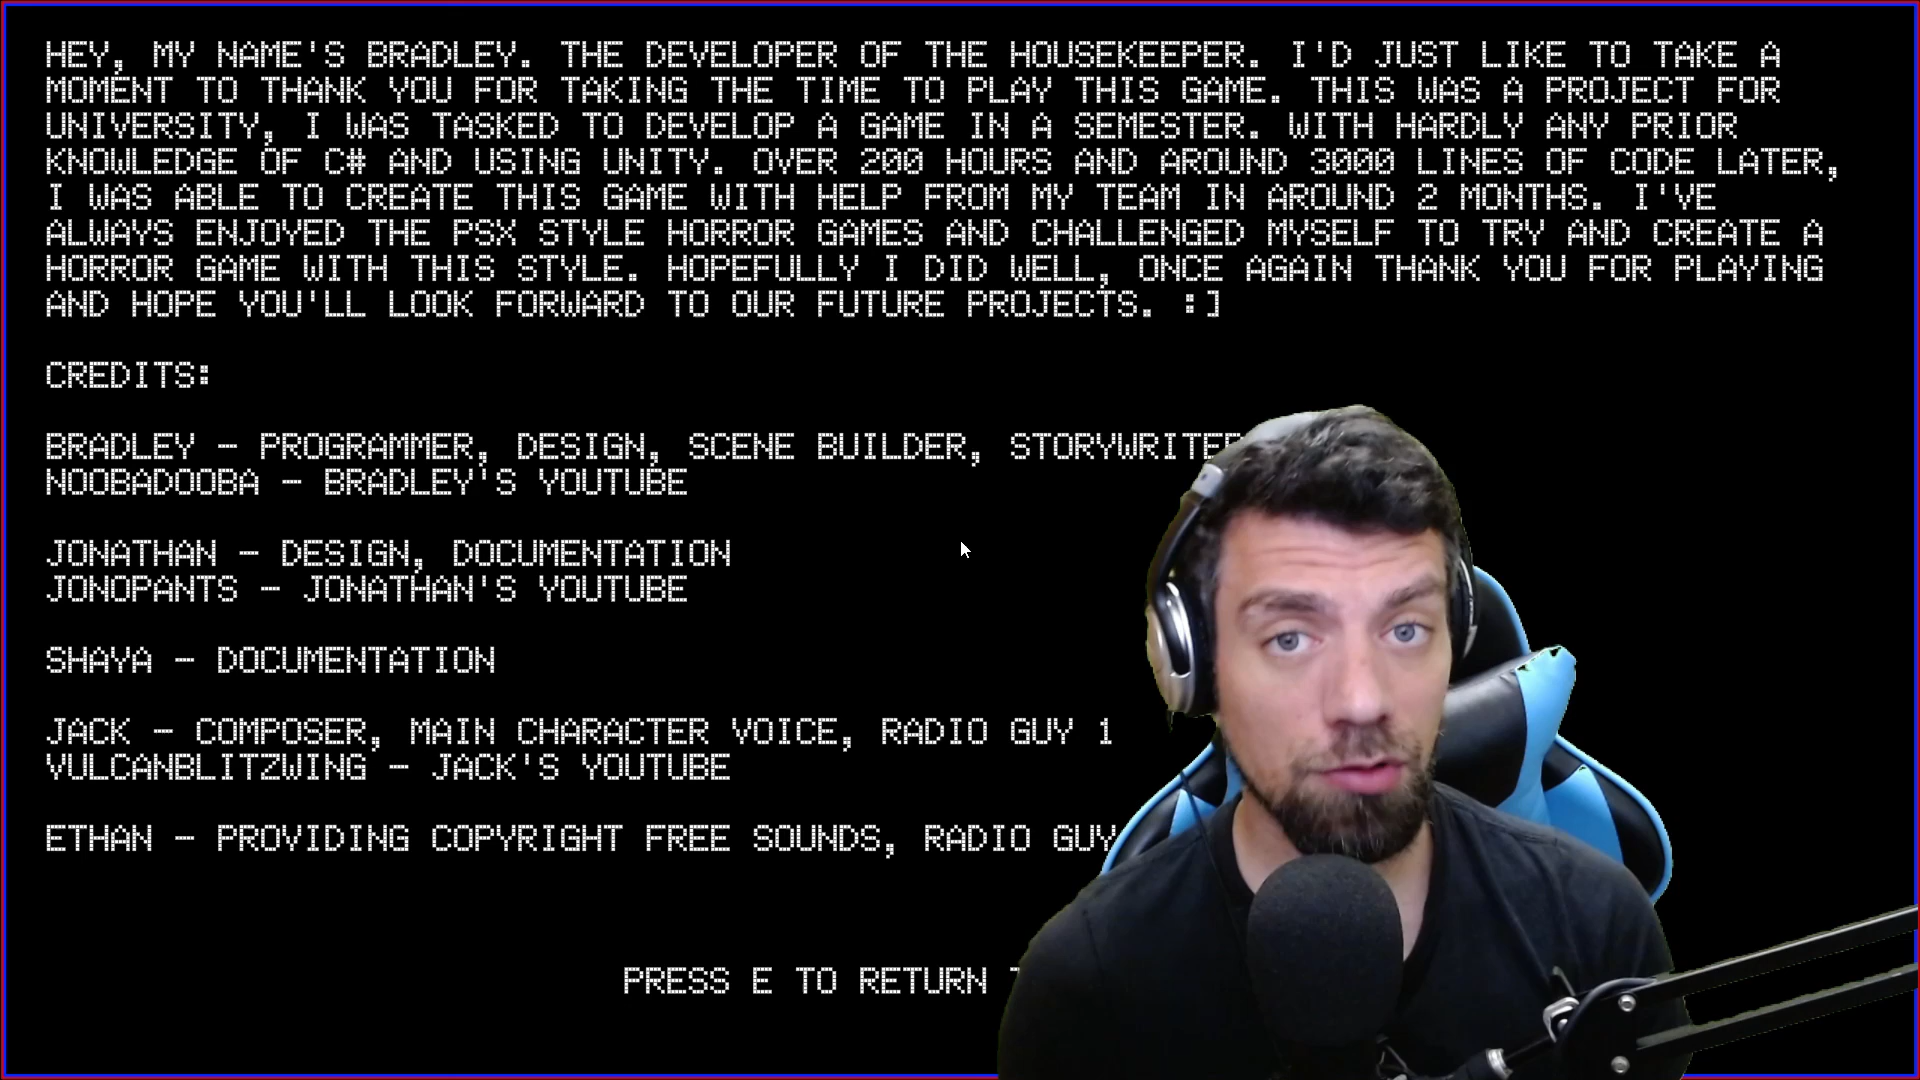 HEY, MY NAME'S BRADLEY. THE DEVELOPER OF THE HOUSEKEEPER. I'D JUST LIKE TO TAKE A
MOMENT TO THANK YOU FOR TAKING THE TIME TO PLAY THIS GAME. THIS WAS A PROJECT FOR
UNIVERSITY, I WAS TASKED TO DEVELOP A GAME IN A SEMESTER. WITH HARDLY ANY PRIOR
KNOWLEDGE OF C# AND USING UNITY. OVER 200 HOURS AND AROUND 3000 LINES OF CODE LATER,
I WAS ABLE TO CREATE THIS GAME WITH HELP FROM MY TEAM IN AROUND 2 MONTHS. I'VE
ALWAYS ENJOYED THE PSX STYLE HORROR GAMES AND CHALLENGED MYSELF TO TRY AND CREATE A
HORROR GAME WITH THIS STYLE. HOPEFULLY I DID WELL, ONCE AGAIN THANK YOU FOR PLAYING
AND HOPE YOU'LL LOOK FORWARD TO OUR FUTURE PROJECTS. :]
CREDITS:
BRADLEY - PROGRAMMER, DESIGN, SCENE BUILDER,
NOOBADOOBA - BRADLEY'S YOUTUBE
JONATHAN - DESIGN, DOCUMENTATION
JONOPANTS - JONATHAN'S YOUTUBE
SHAYA - DOCUMENTATION
JACK - COMPOSER, MAIN CHARACTER VOICE, RADIO GUY 1
VULCANBLITZWING - JACK'S YOUTUBE
ETHAN - PROVIDING COPYRIGHT FREE SOUNDS, RADIO GUY
PRESS E TO RETURN